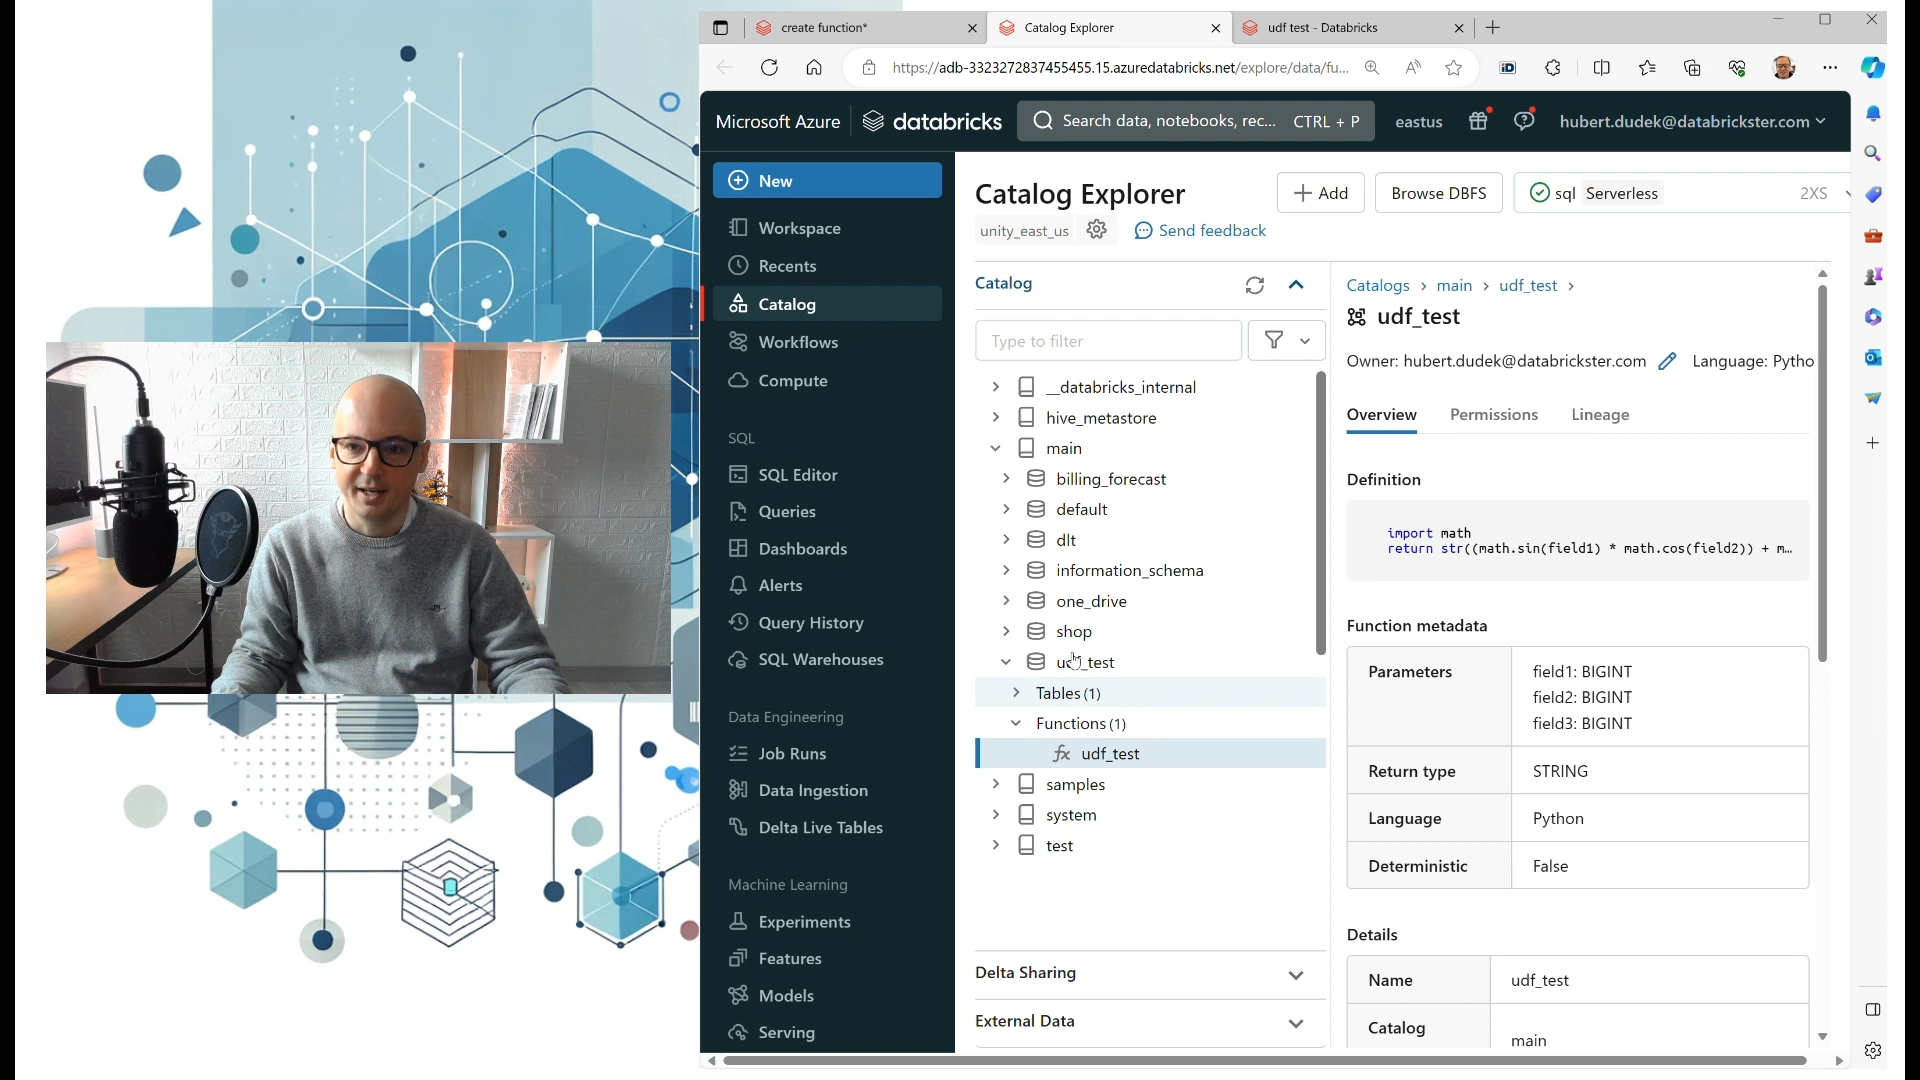 create function*
Catalog Explorer
udf test - Databricks
https://adb-3323272837455455.15.azuredatabricks.net/explore/data/fu...
Microsoft Azure
databricks
Search data, notebooks, rec...
CTRL + P
eastus
hubert.dudek@databrickster.com
New
Workspace
Recents
Catalog
Workflows
Compute
SQL
SQL Editor
Queries
Dashboards
Alerts
Query History
SQL Warehouses
Data Engineering
Job Runs
Data Ingestion
Delta Live Tables
Machine Learning
Experiments
Features
Models
Serving
Catalog Explorer
Add
Browse DBFS
sql Serverless
2XS
unity_east_us
Send feedback
Catalog
Type to filter
__databricks_internal
hive_metastore
main
billing_forecast
default
dlt
information_schema
one_drive
shop
udf_test
Tables (1)
Functions (1)
fx udf_test
samples
system
test
Delta Sharing
External Data
Catalogs > main > udf_test >
udf_test
Owner: hubert.dudek@databrickster.com
Language: Pytho
Overview
Permissions
Lineage
Definition
import math
return str((math.sin(field1) * math.cos(field2)) + m…
Function metadata
Parameters
field1: BIGINT
field2: BIGINT
field3: BIGINT
Return type
STRING
Language
Python
Deterministic
False
Details
Name
udf_test
Catalog
main